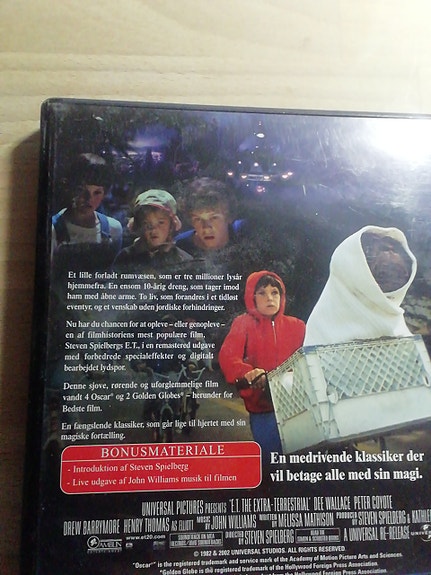 Et lille forladt rumvæsen, som er tre millioner lysår
hjemmefra. En ensom 10-årig dreng, som tager imod
ham med åbne arme. To liv, som forandres i et tidløst
eventyr, og et venskab uden jordiske forhindringer.
Nu har du chancen for at opleve – eller genopleve –
en af filmhistoriens mest populære film,
Steven Spielbergs E.T., i en remastered udgave
med forbedrede specialeffekter og digitalt
bearbejdet lydspor.
Denne sjove, rørende og uforglemmelige film
vandt 4 Oscar® og 2 Golden Globes® – herunder for
Bedste film.
En fængslende klassiker, som går lige til hjertet med sin
magiske fortælling.
BONUSMATERIALE
- Introduktion af Steven Spielberg
- Live udgave af John Williams musik til filmen
En medrivende klassiker der
vil betage alle med sin magi.
UNIVERSAL PICTURES PRESENTS "E.T. THE EXTRA-TERRESTRIAL" DEE WALLACE PETER COYOTE
DREW BARRYMORE HENRY THOMAS AS ELLIOTT MUSIC BY JOHN WILLIAMS WRITTEN BY MELISSA MATHISON PRODUCED BY STEVEN SPIELBERG &
AMBLIN www.et20.com DIRECTED BY STEVEN SPIELBERG A UNIVERSAL RE-RELEASE UNIVERSAL
© 1982 & 2002 UNIVERSAL STUDIOS. ALL RIGHTS RESERVED.
"Oscar" is the registered trademark and service mark of the Academy of Motion Picture Arts and Sciences.
"Golden Globe is the registered trademark of the Hollywood Foreign Press Association.